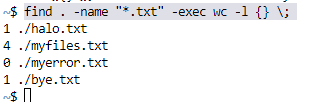 ~$ find . -name "*.txt" -exec wc -l {} \;
1 ./halo.txt
4 ./myfiles.txt
0 ./myerror.txt
1 ./bye.txt
~$